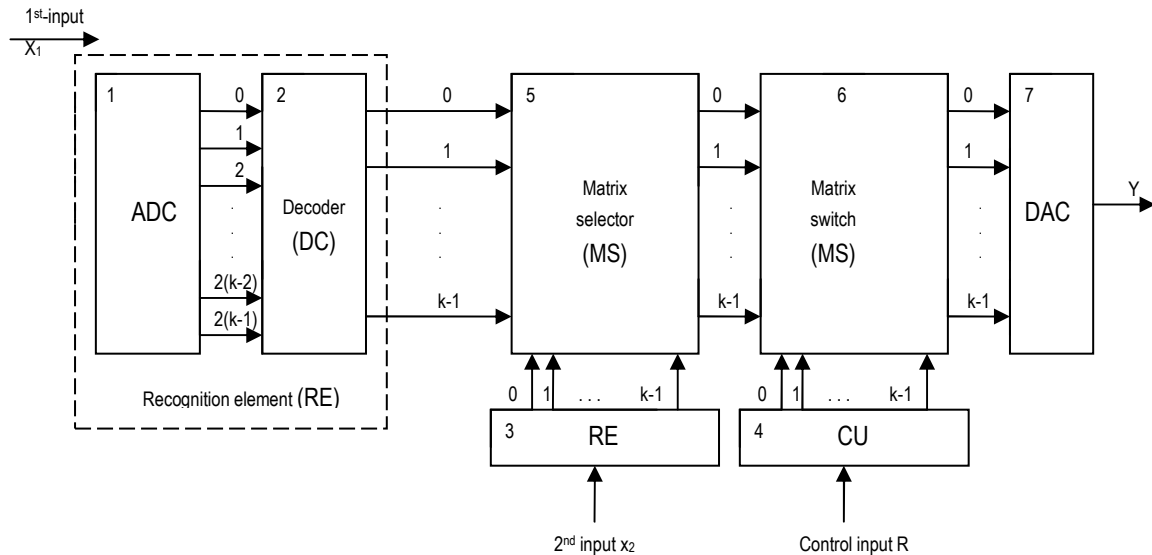 1st-input
X1
1
0
2
0
5
0
6
0
7
1
1
1
1
2
ADC
Decoder
(DC)
Matrix
selector
(MS)
Matrix
switch
(MS)
DAC
Y
2(k-2)
2(k-1)
k-1
k-1
k-1
Recognition element (RE)
0 1 . . . k-1
0 1 . . . k-1
3 RE
4 CU
2nd input x2
Control input R